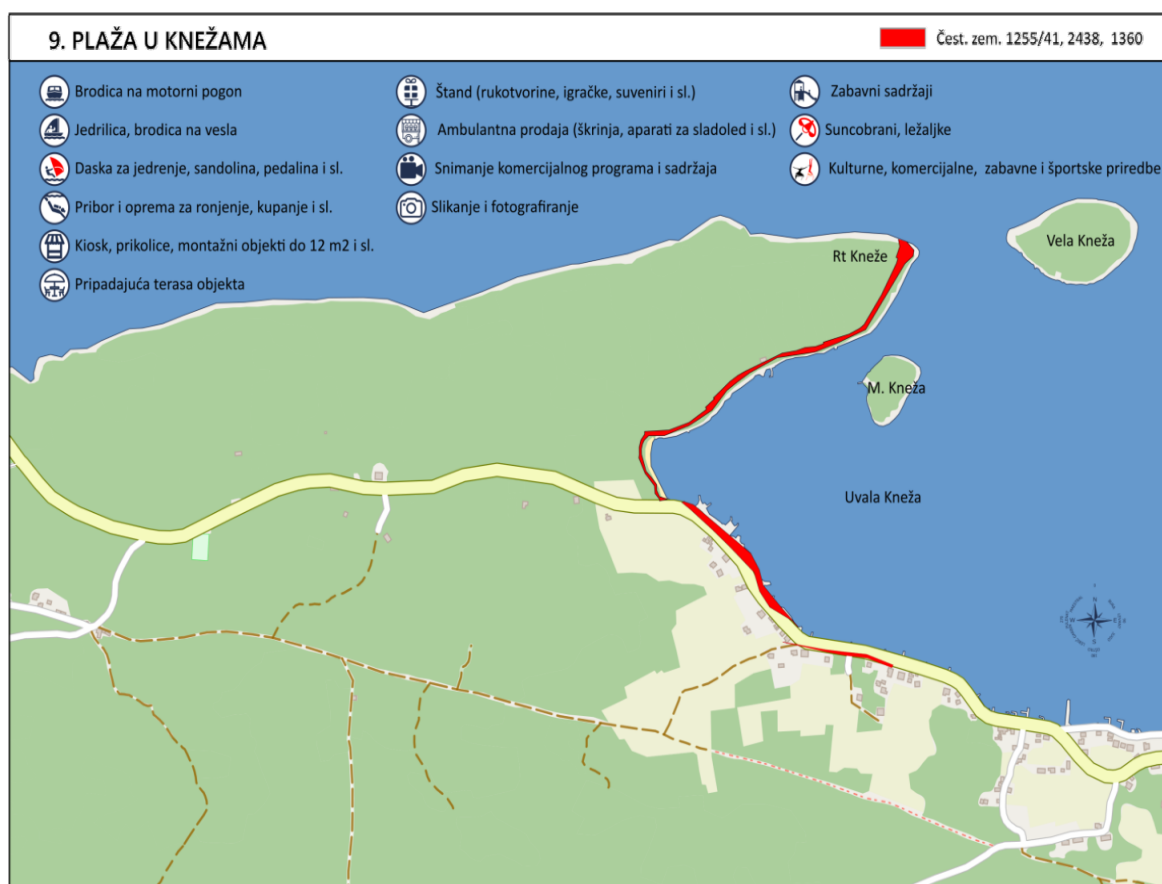 9. PLAŽA U KNEŽAMA
Čest. zem. 1255/41, 2438, 1360
Brodica na motorni pogon
Jedrilica, brodica na vesla
Daska za jedrenje, sandolina, pedalina i sl.
Pribor i oprema za ronjenje, kupanje i sl.
Kiosk, prikolice, montažni objekti do 12 m2 i sl.
Pripadajuća terasa objekta
Štand (rukotvorine, igračke, suveniri i sl.)
Ambulantna prodaja (škrinja, aparati za sladoled i sl.)
Snimanje komercijalnog programa i sadržaja
Slikanje i fotografiranje
Zabavni sadržaji
Suncobrani, ležaljke
Kulturne, komercijalne, zabavne i športske priredbe
Vela Kneža
Rt Kneže
M. Kneža
Uvala Kneža
N
W E
S